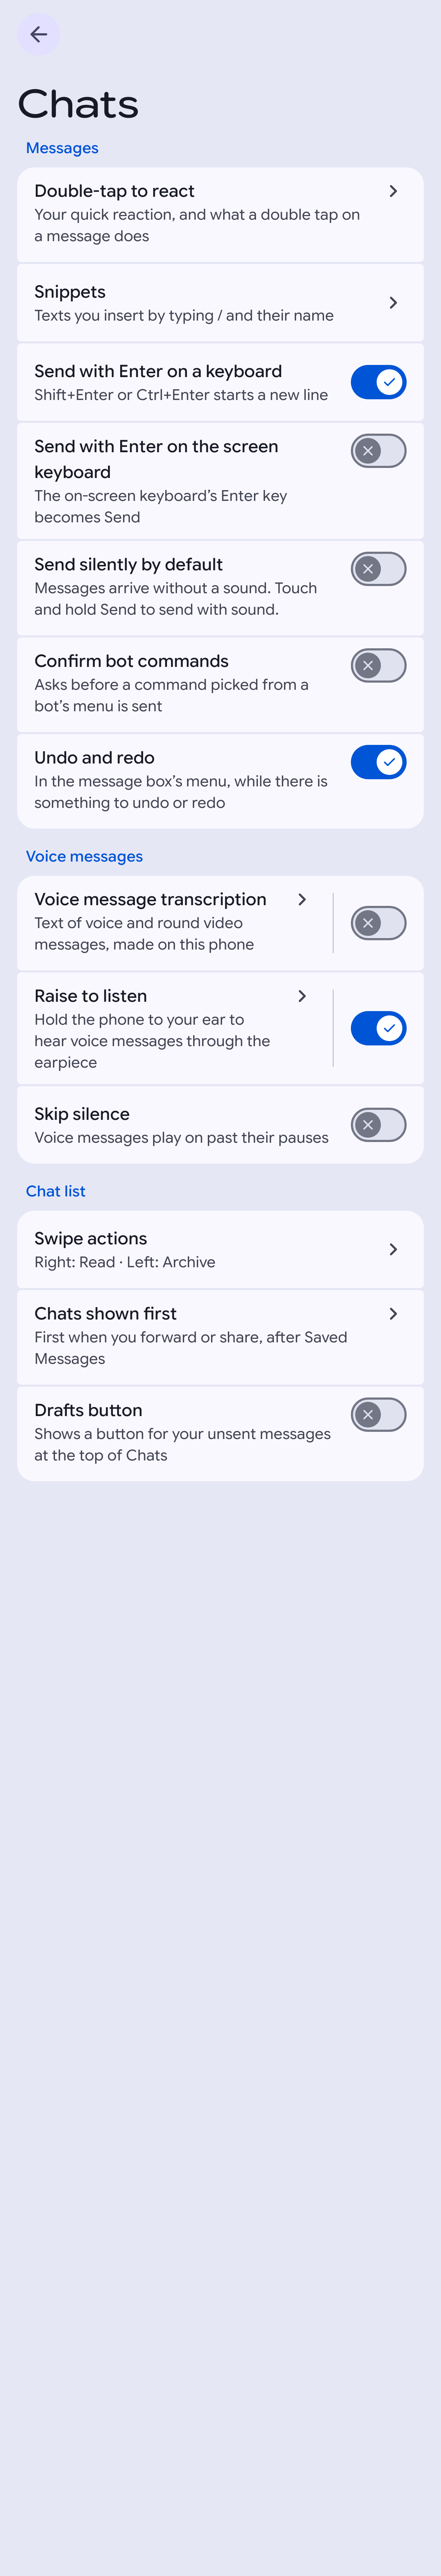 Chats
Messages
Double-tap to react
Your quick reaction, and what a double tap on
a message does
Snippets
Texts you insert by typing / and their name
Send with Enter on a keyboard
Shift+Enter or Ctrl+Enter starts a new line
Send with Enter on the screen
keyboard
The on-screen keyboard’s Enter key
becomes Send
Send silently by default
Messages arrive without a sound. Touch
and hold Send to send with sound.
Confirm bot commands
Asks before a command picked from a
bot’s menu is sent
Undo and redo
In the message box’s menu, while there is
something to undo or redo
Voice messages
Voice message transcription
Text of voice and round video
messages, made on this phone
Raise to listen
Hold the phone to your ear to
hear voice messages through the
earpiece
Skip silence
Voice messages play on past their pauses
Chat list
Swipe actions
Right: Read · Left: Archive
Chats shown first
First when you forward or share, after Saved
Messages
Drafts button
Shows a button for your unsent messages
at the top of Chats